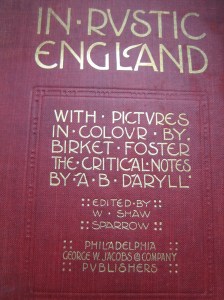 IN·RVSTIC
ENGLAND
WITH·PICTVRES
IN·COLOVR·BY
BIRKET·FOSTER
THE·CRITICAL·NOTES
BY·A·B·DARYLL
::EDITED·BY::
::W·SHAW::
::SPARROW::
::PHILADELPHIA::
GEORGE·W·JACOBS & COMPANY
::PVBLISHERS::